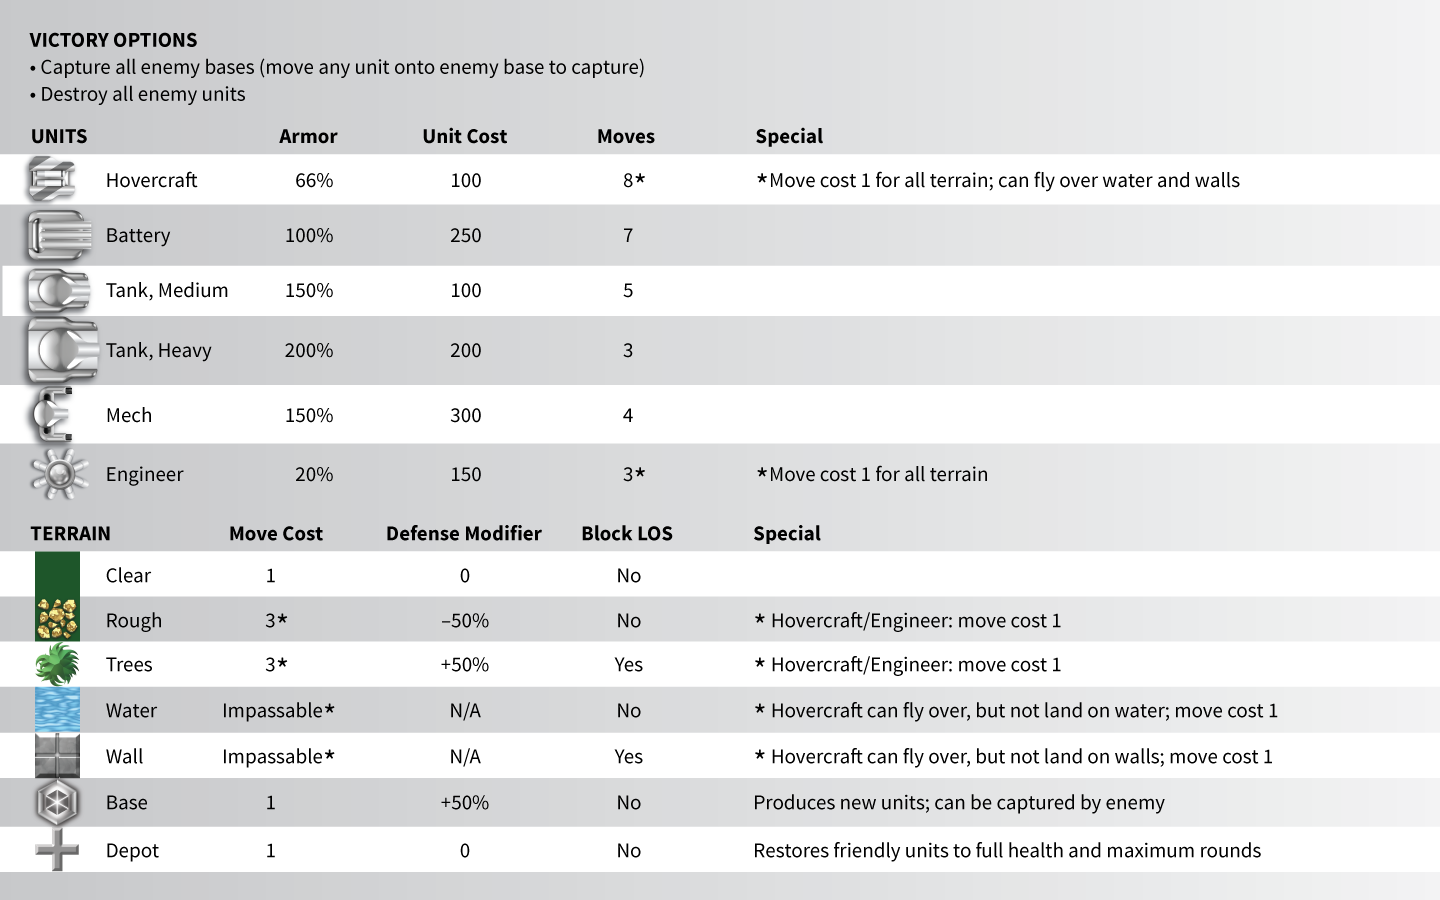 VICTORY OPTIONS
• Capture all enemy bases (move any unit onto enemy base to capture)
• Destroy all enemy units
UNITS Armor Unit Cost Moves Special
Hovercraft 66% 100 8* *Move cost 1 for all terrain; can fly over water and walls
Battery 100% 250 7
Tank, Medium 150% 100 5
Tank, Heavy 200% 200 3
Mech 150% 300 4
Engineer 20% 150 3* *Move cost 1 for all terrain
TERRAIN Move Cost Defense Modifier Block LOS Special
Clear 1 0 No
Rough 3* –50% No * Hovercraft/Engineer: move cost 1
Trees 3* +50% Yes * Hovercraft/Engineer: move cost 1
Water Impassable* N/A No * Hovercraft can fly over, but not land on water; move cost 1
Wall Impassable* N/A Yes * Hovercraft can fly over, but not land on walls; move cost 1
Base 1 +50% No Produces new units; can be captured by enemy
Depot 1 0 No Restores friendly units to full health and maximum rounds